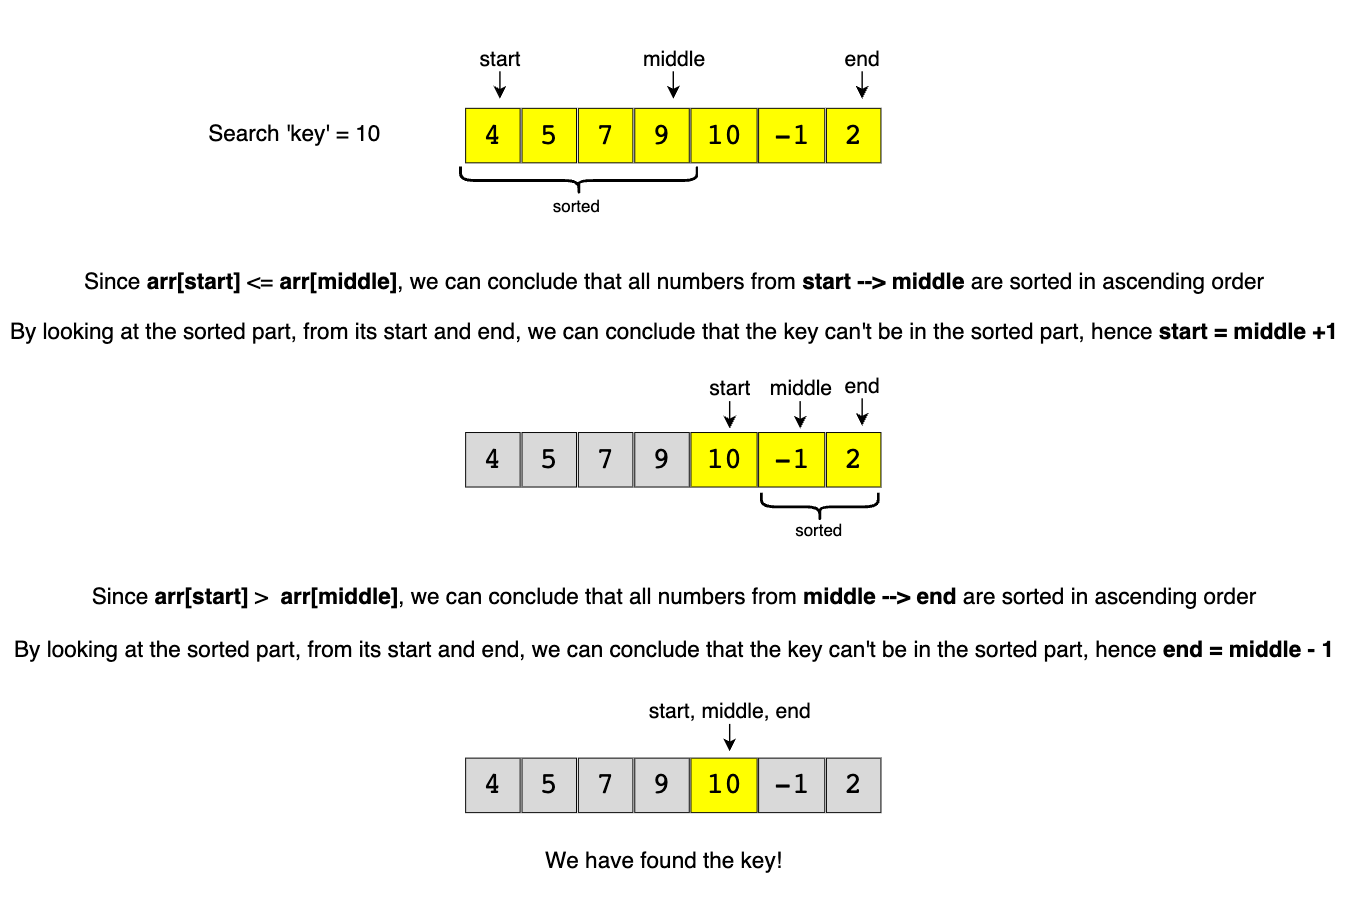 start middle end
Search 'key' = 10
4 5 7 9 10 -1 2
sorted
Since arr[start] <= arr[middle], we can conclude that all numbers from start --> middle are sorted in ascending order
By looking at the sorted part, from its start and end, we can conclude that the key can't be in the sorted part, hence start = middle +1
start middle end
4 5 7 9 10 -1 2
sorted
Since arr[start] > arr[middle], we can conclude that all numbers from middle --> end are sorted in ascending order
By looking at the sorted part, from its start and end, we can conclude that the key can't be in the sorted part, hence end = middle - 1
start, middle, end
4 5 7 9 10 -1 2
We have found the key!